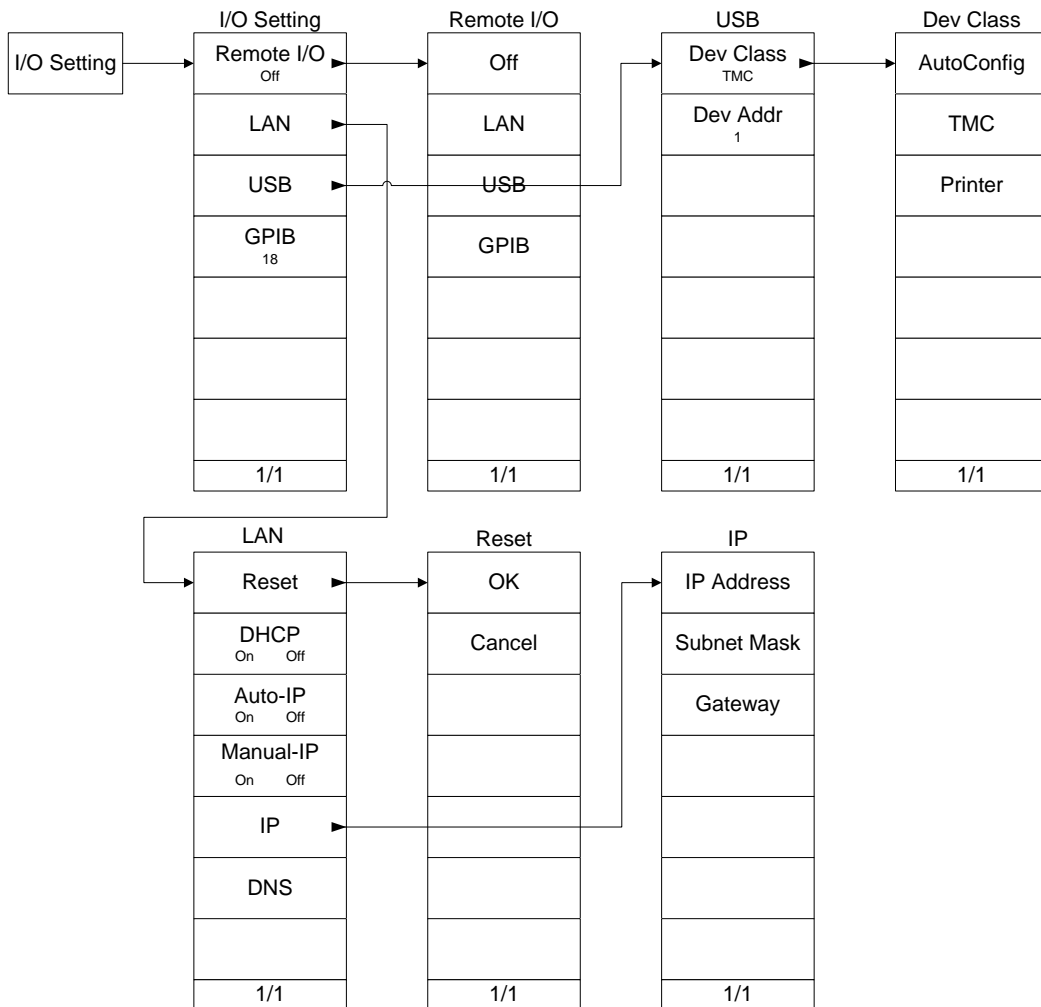 I/O Setting
I/O Setting
Remote I/O
Off
LAN
USB
GPIB
18
1/1
Remote I/O
Off
LAN
USB
GPIB
1/1
USB
Dev Class
TMC
Dev Addr
1
1/1
Dev Class
AutoConfig
TMC
Printer
1/1
LAN
Reset
DHCP
On Off
Auto-IP
On Off
Manual-IP
On Off
IP
DNS
1/1
Reset
OK
Cancel
1/1
IP
IP Address
Subnet Mask
Gateway
1/1